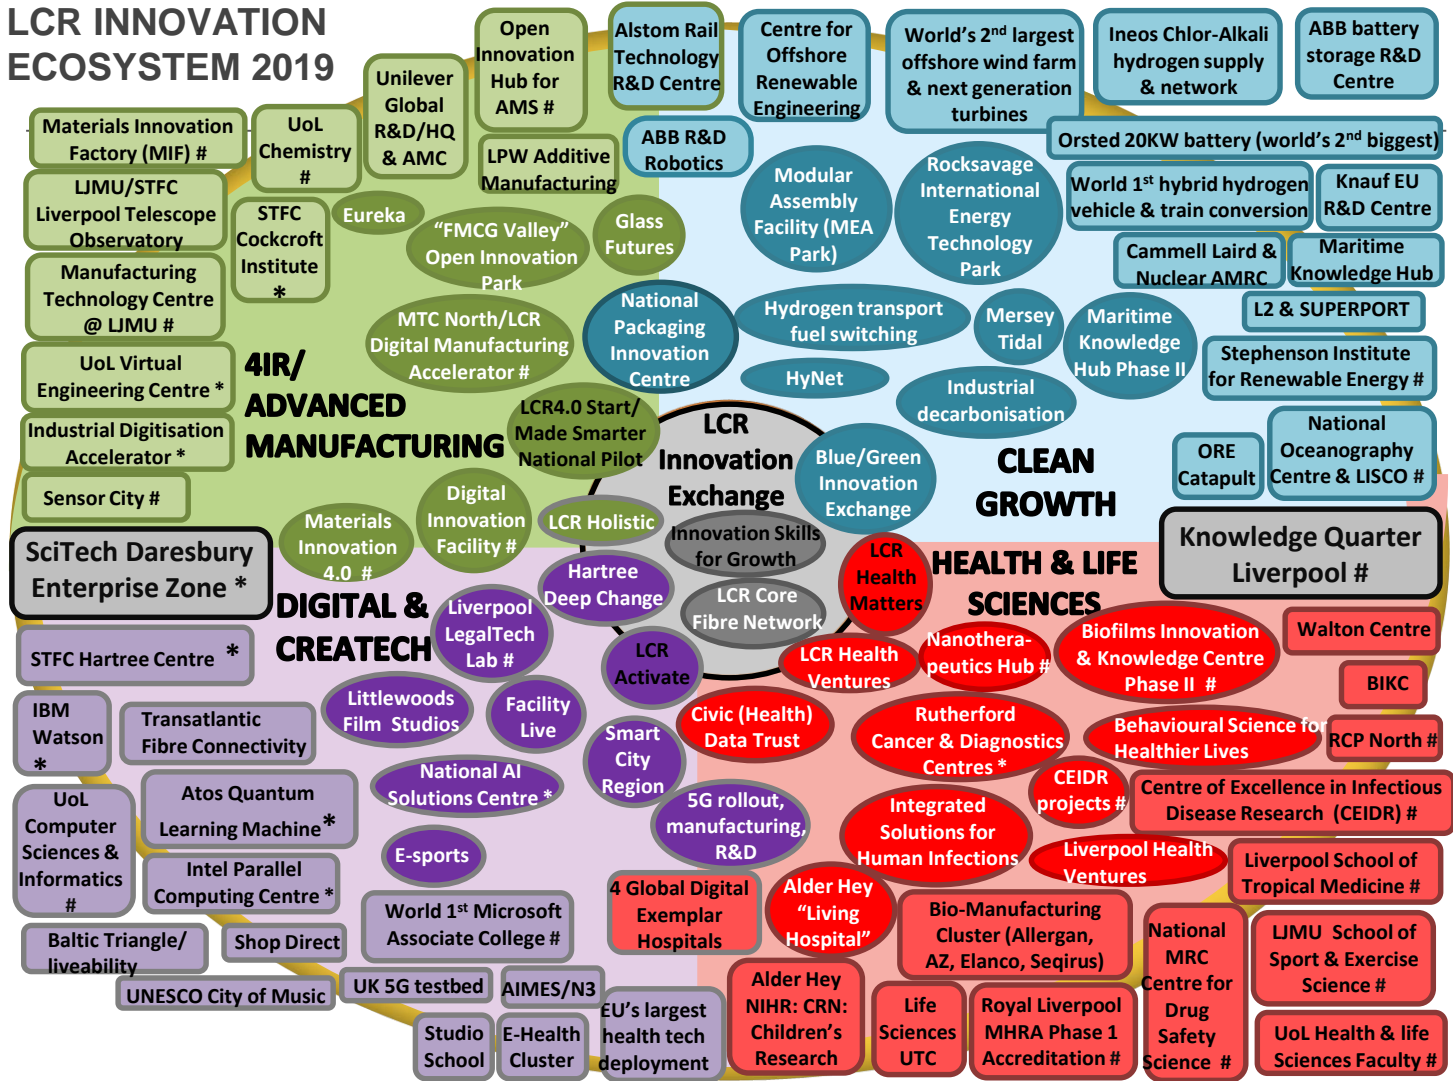 LCR INNOVATION
ECOSYSTEM 2019
Open
Innovation
Hub for
AMS #
Alstom Rail
Technology
R&D Centre
Centre for
Offshore
Renewable
Engineering
World's 2nd largest
offshore wind farm
& next generation
turbines
Ineos Chlor-Alkali
hydrogen supply
& network
ABB battery
storage R&D
Centre
Unilever
Global
R&D/HQ
& AMC
Materials Innovation
Factory (MIF) #
UoL
Chemistry
#
LPW Additive
Manufacturing
ABB R&D
Robotics
Orsted 20KW battery (world's 2nd biggest)
LJMU/STFC
Liverpool Telescope
Observatory
STFC
Cockcroft
Institute
*
Eureka
"FMCG Valley"
Open Innovation
Park
Glass
Futures
Modular
Assembly
Facility (MEA
Park)
Rocksavage
International
Energy
Technology
Park
World 1st hybrid hydrogen
vehicle & train conversion
Knauf EU
R&D Centre
Cammell Laird &
Nuclear AMRC
Maritime
Knowledge Hub
Manufacturing
Technology Centre
@ LJMU #
MTC North/LCR
Digital Manufacturing
Accelerator #
National
Packaging
Innovation
Centre
Hydrogen transport
fuel switching
Mersey
Tidal
Maritime
Knowledge
Hub Phase II
L2 & SUPERPORT
UoL Virtual
Engineering Centre *
4IR/
ADVANCED
MANUFACTURING
HyNet
Industrial
decarbonisation
Stephenson Institute
for Renewable Energy #
Industrial Digitisation
Accelerator *
LCR4.0 Start/
Made Smarter
National Pilot
LCR
Innovation
Exchange
Blue/Green
Innovation
Exchange
CLEAN
GROWTH
ORE
Catapult
National
Oceanography
Centre & LISCO #
Sensor City #
Materials
Innovation
4.0 #
Digital
Innovation
Facility #
LCR Holistic
Innovation Skills
for Growth
SciTech Daresbury
Enterprise Zone *
Knowledge Quarter
Liverpool #
DIGITAL &
CREATECH
Liverpool
LegalTech
Lab #
Hartree
Deep Change
LCR Core
Fibre Network
LCR
Health
Matters
HEALTH & LIFE
SCIENCES
STFC Hartree Centre *
LCR
Activate
LCR Health
Ventures
Nanothera-
peutics Hub #
Biofilms Innovation
& Knowledge Centre
Phase II #
Walton Centre
BIKC
IBM
Watson
*
Transatlantic
Fibre Connectivity
Littlewoods
Film Studios
Facility
Live
Smart
City
Region
Civic (Health)
Data Trust
Rutherford
Cancer & Diagnostics
Centres *
Behavioural Science for
Healthier Lives
RCP North #
UoL
Computer
Sciences &
Informatics
#
Atos Quantum
Learning Machine *
National AI
Solutions Centre *
5G rollout,
manufacturing,
R&D
Integrated
Solutions for
Human Infections
CEIDR
projects #
Centre of Excellence in Infectious
Disease Research (CEIDR) #
Intel Parallel
Computing Centre *
E-sports
Liverpool Health
Ventures
Liverpool School of
Tropical Medicine #
World 1st Microsoft
Associate College #
4 Global Digital
Exemplar
Hospitals
Alder Hey
"Living
Hospital"
Bio-Manufacturing
Cluster (Allergan,
AZ, Elanco, Seqirus)
National
MRC
Centre for
Drug
Safety
Science #
LJMU School of
Sport & Exercise
Science #
Baltic Triangle/
liveability
Shop Direct
UNESCO City of Music
UK 5G testbed
AIMES/N3
EU's largest
health tech
deployment
Alder Hey
NIHR: CRN:
Children's
Research
Life
Sciences
UTC
Royal Liverpool
MHRA Phase 1
Accreditation #
UoL Health & life
Sciences Faculty #
Studio
School
E-Health
Cluster